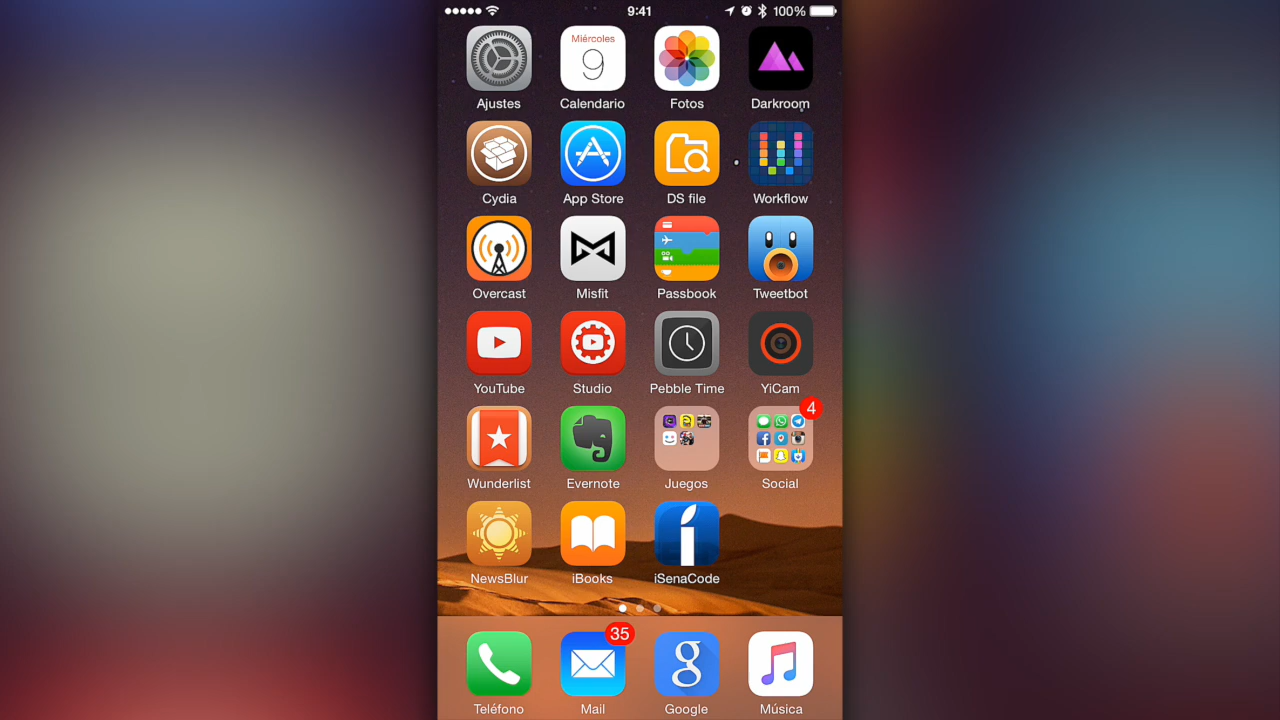 9:41
100%
Miércoles
9
Ajustes
Calendario
Fotos
Darkroom
Cydia
App Store
DS file
Workflow
Overcast
Misfit
Passbook
Tweetbot
YouTube
Studio
Pebble Time
YiCam
4
Wunderlist
Evernote
Juegos
Social
NewsBlur
iBooks
iSenaCode
35
Teléfono
Mail
Google
Música